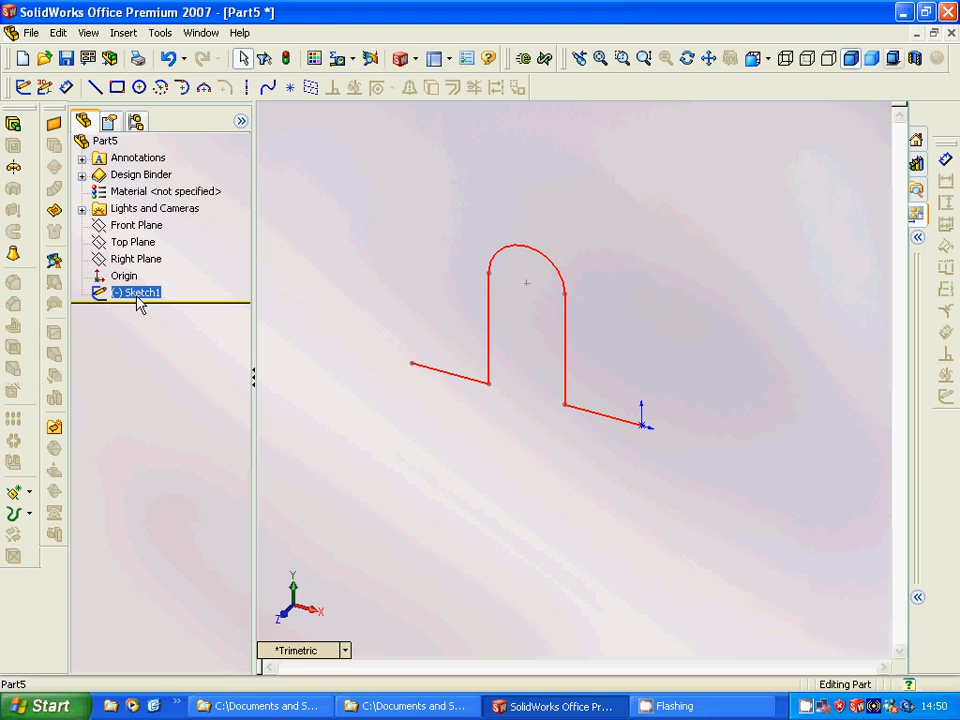 SolidWorks Office Premium 2007 - [Part5 *]
File Edit View Insert Tools Window Help
Part5
A Annotations
Design Binder
Material <not specified>
Lights and Cameras
Front Plane
Top Plane
Right Plane
Origin
(-) Sketch1
Y
X
Z
*Trimetric
Part5 Editing Part
Start C:\Documents and S... C:\Documents and S... SolidWorks Office Pr... Flashing 14:50